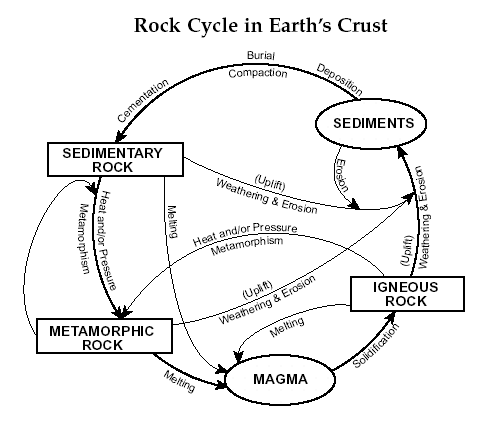 Rock Cycle in Earth's Crust
Burial
Compaction
Deposition
Cementation
SEDIMENTS
SEDIMENTARY
ROCK
Erosion
(Uplift)
Weathering & Erosion
(Uplift)
Weathering & Erosion
Heat and/or Pressure
Metamorphism
Melting
Heat and/or Pressure
Metamorphism
(Uplift)
Weathering & Erosion
IGNEOUS
ROCK
METAMORPHIC
ROCK
Melting
Solidification
Melting
MAGMA